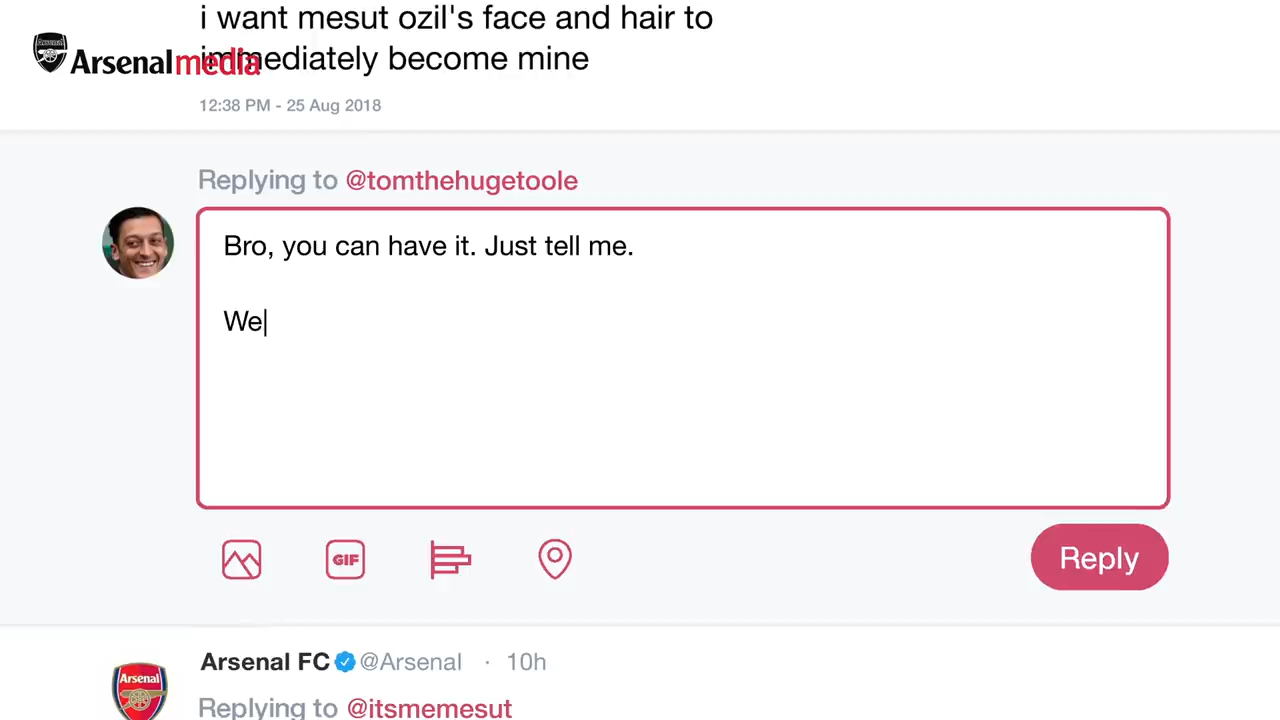 i want mesut ozil's face and hair to
Arsenal
Arsenalmedia
immediately become mine
12:38 PM - 25 Aug 2018
Replying to @tomthehugetoole
Bro, you can have it. Just tell me.
We
GIF
Reply
Arsenal FC @Arsenal · 10h
Arsenal
Replying to @itsmemesut